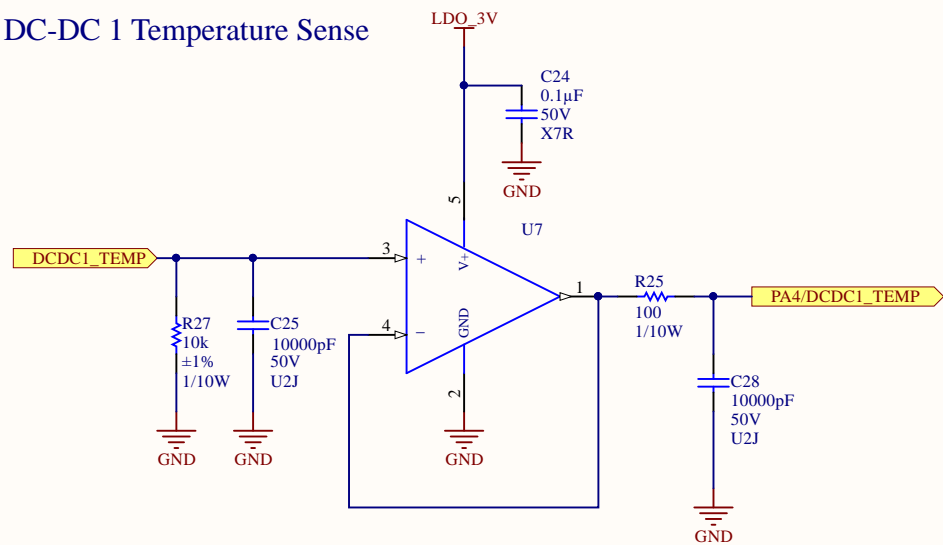 DC-DC 1 Temperature Sense
LDO_3V
C24
0.1µF
50V
X7R
GND
5
U7
DCDC1_TEMP
3
+
V+
1
R25
100
1/10W
PA4/DCDC1_TEMP
4
−
GND
2
R27
10k
±1%
1/10W
C25
10000pF
50V
U2J
C28
10000pF
50V
U2J
GND
GND
GND
GND